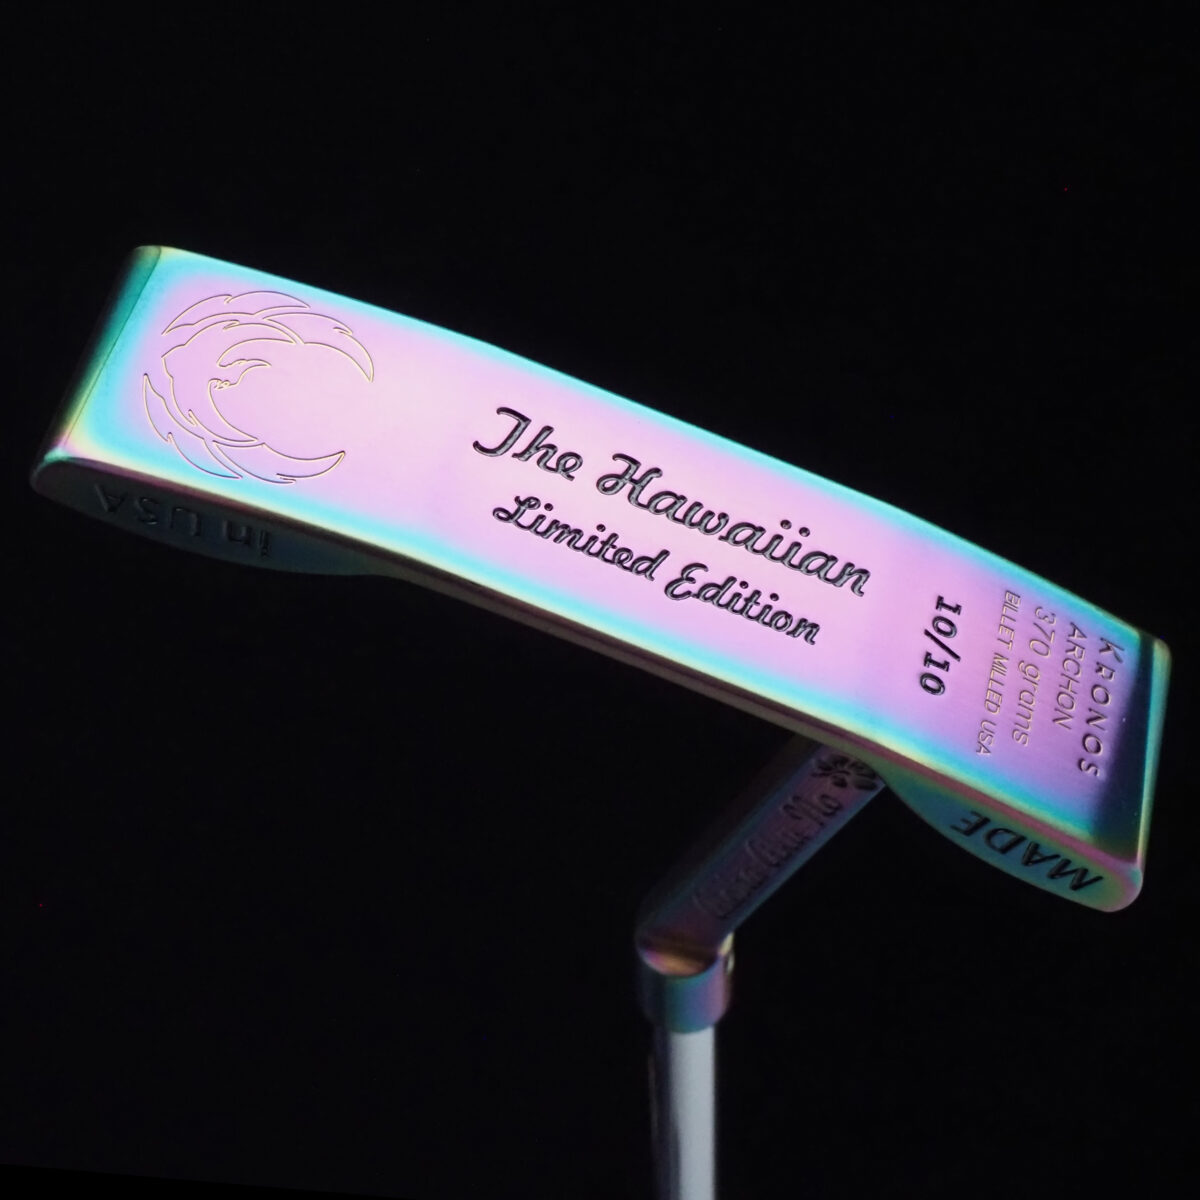 The Hawaiian
Limited Edition
10/10
KRONOS
ARCHON
370 grams
BILLET MILLED USA
MADE
in USA